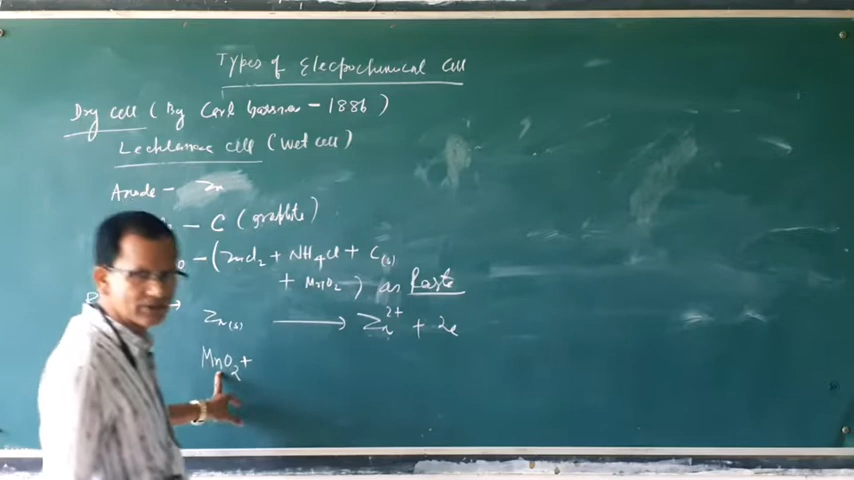 Types of Electrochemical Cell
Dry cell (By Carl Gassner - 1886)
Lechlanace cell (Wet cell)
Anode - Zn
- C (graphite)
- (ZnCl2 + NH4Cl + C(s)
+ MnO2) as Paste
Zn(s) ⟶ Zn2+ + 2e
MnO2+